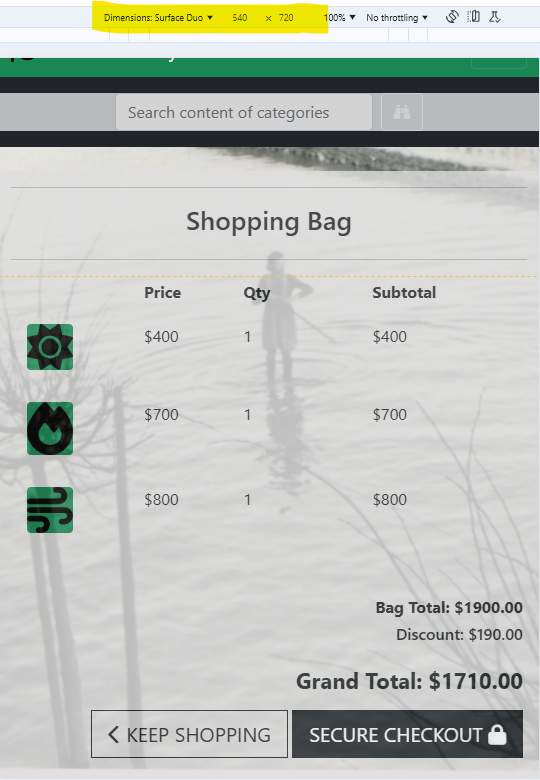 Dimensions: Surface Duo 540 × 720 100% No throttling
Search content of categories
Shopping Bag
Price Qty Subtotal
$400 1 $400
$700 1 $700
$800 1 $800
Bag Total: $1900.00
Discount: $190.00
Grand Total: $1710.00
KEEP SHOPPING SECURE CHECKOUT